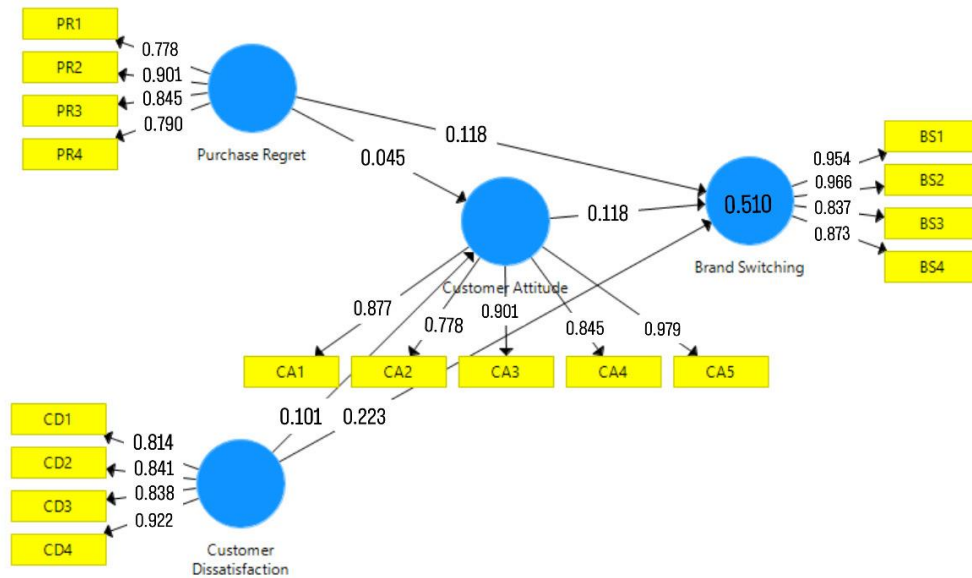 PR1
0.778
PR2
0.901
PR3
0.845
PR4
0.790
Purchase Regret
0.118
0.045
BS1
0.954
BS2
0.966
0.510
0.118
0.837
BS3
0.873
BS4
Brand Switching
Customer Attitude
0.877
0.778
0.901
0.845
0.979
CA1
CA2
CA3
CA4
CA5
0.101
0.223
CD1
0.814
CD2
0.841
CD3
0.838
CD4
0.922
Customer
Dissatisfaction